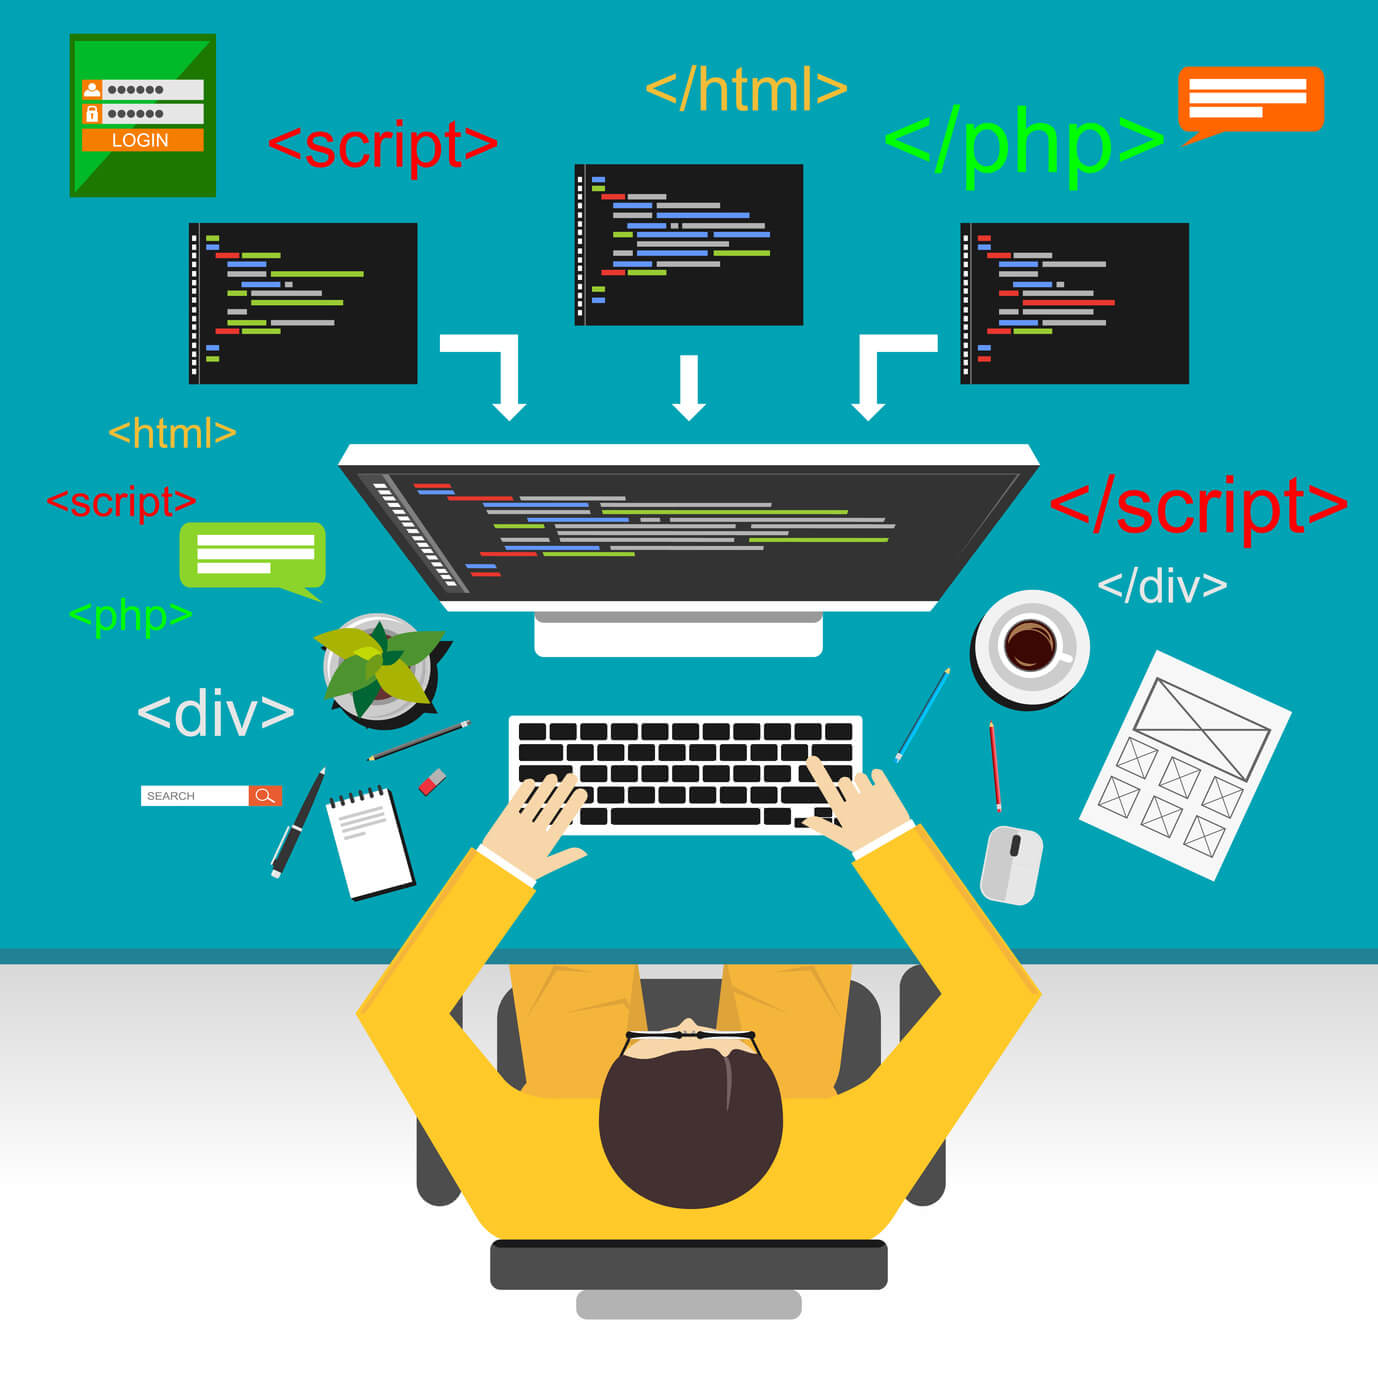 </html>
</php>
<script>
LOGIN
<html>
<script>
</script>
</div>
<php>
<div>
SEARCH